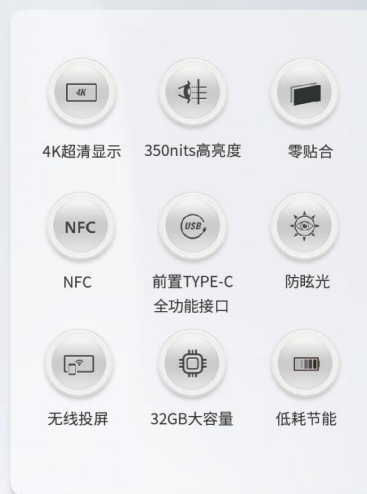 4K
4K超清显示
350nits高亮度
零贴合
NFC
USB
NFC
前置TYPE-C
全功能接口
防眩光
无线投屏
32GB大容量
低耗节能